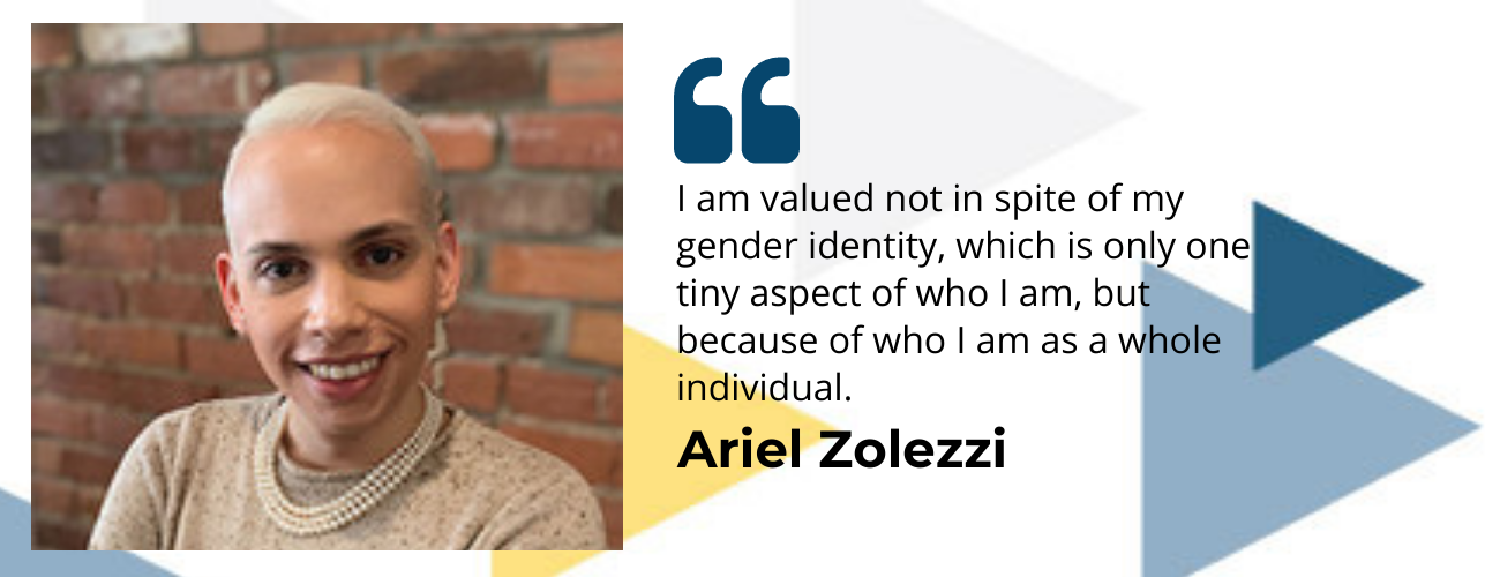 I am valued not in spite of my
gender identity, which is only one
tiny aspect of who I am, but
because of who I am as a whole
individual.
Ariel Zolezzi